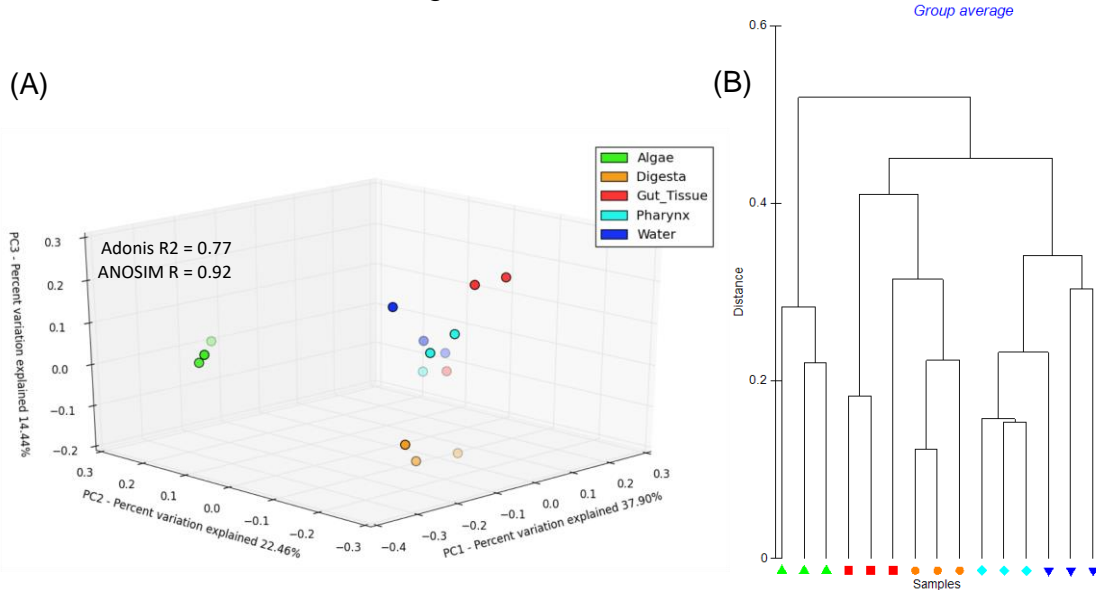 Group average
(A)
(B)
Algae
Digesta
Gut_Tissue
Pharynx
Water
Adonis R2 = 0.77
ANOSIM R = 0.92
PC3 - Percent variation explained 14.44%
0.3
0.2
0.1
0.0
−0.1
−0.2
PC2 - Percent variation explained 22.46%
0.3
0.2
0.1
0.0
−0.1
−0.2
−0.3
PC1 - Percent variation explained 37.90%
−0.4
−0.3
−0.2
−0.1
0.0
0.1
0.2
0.3
Distance
0.6
0.4
0.2
0
Samples